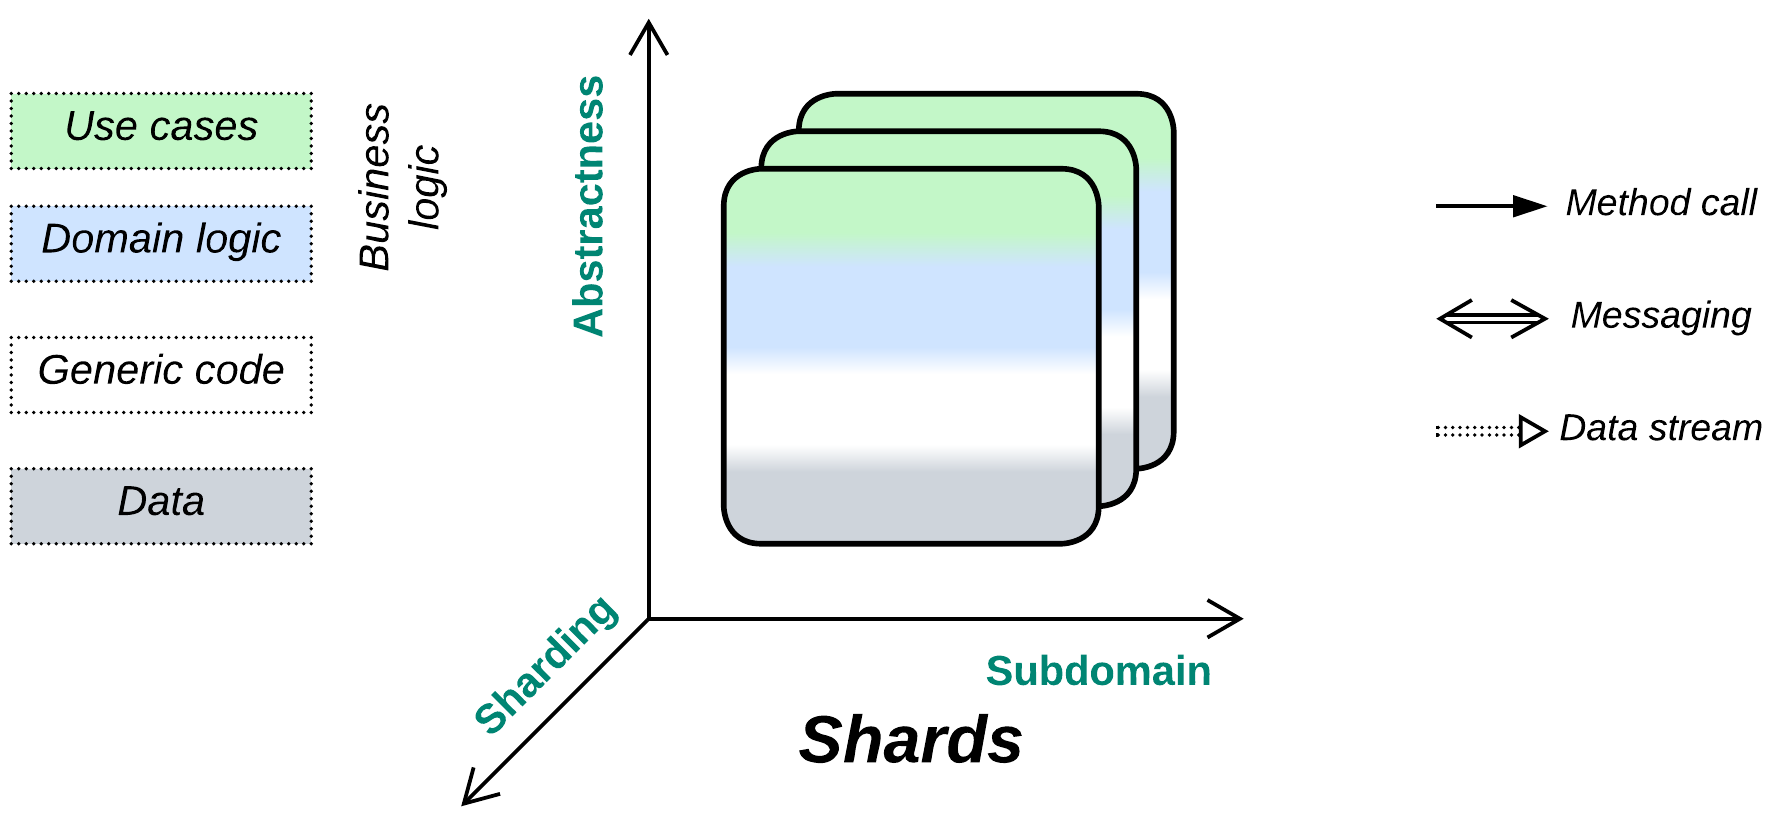 Use cases
Domain logic
Generic code
Data
Business
logic
Abstractness
Sharding
Subdomain
Shards
Method call
Messaging
Data stream